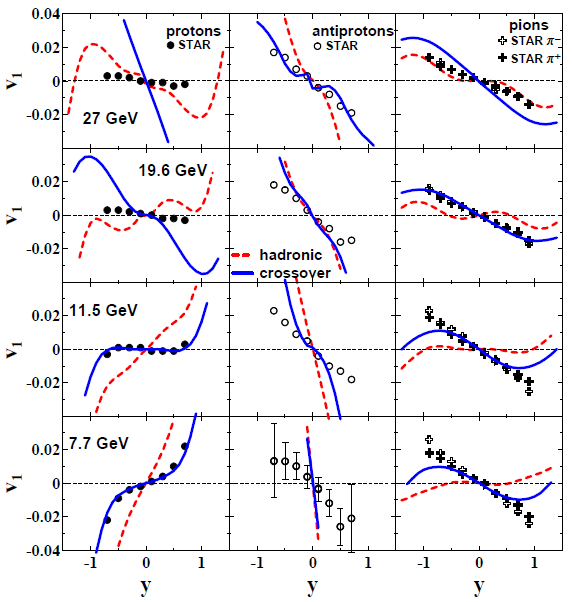 protons
STAR
antiprotons
STAR
pions
STAR π−
STAR π+
0.04
0.02
0
-0.02
v1
27 GeV
0.02
0
-0.02
v1
19.6 GeV
hadronic
crossover
0.02
0
-0.02
v1
11.5 GeV
0.02
0
-0.02
-0.04
v1
7.7 GeV
-1 0 1
-1 0 1
-1 0 1
y y y